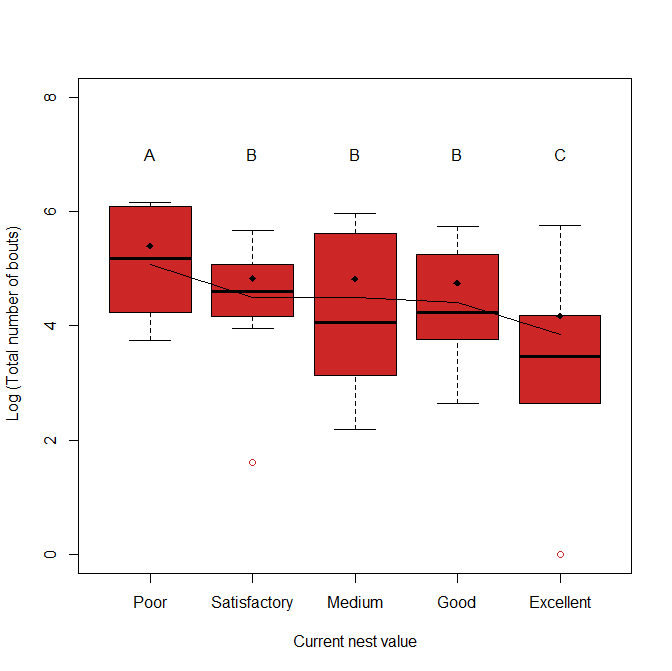 A B B B C
8
6
4
2
0
Log (Total number of bouts)
Poor Satisfactory Medium Good Excellent
Current nest value